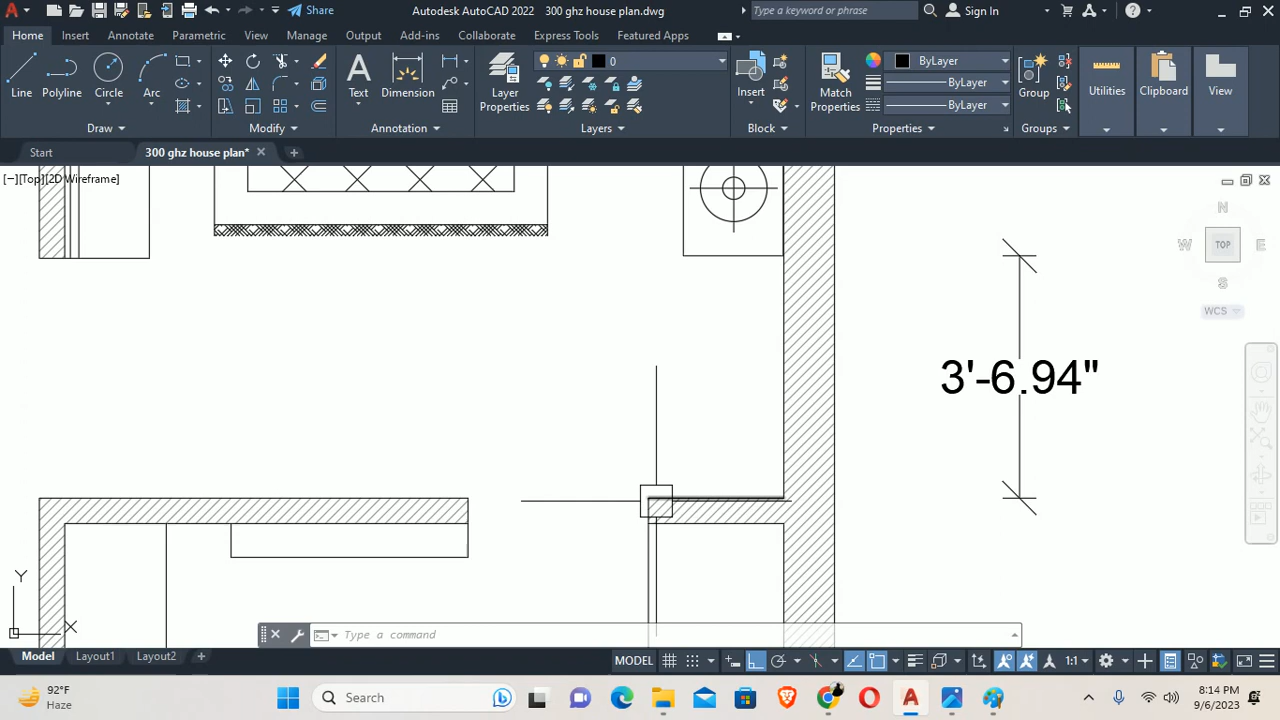 Share
Autodesk AutoCAD 2022 300 ghz house plan.dwg
Type a keyword or phrase
Sign In
Home Insert Annotate Parametric View Manage Output Add-ins Collaborate Express Tools Featured Apps
Line Polyline Circle Arc
Text Dimension
Layer Properties
0
Insert
Match Properties
ByLayer
ByLayer
ByLayer
Group
Utilities
Clipboard
View
Draw Modify Annotation Layers Block Properties Groups
Start 300 ghz house plan*
[−][Top][2D Wireframe]
N
W TOP E
S
WCS
3'-6.94"
Y
X
Type a command
Model Layout1 Layout2
MODEL 1:1
92°F
Haze
Search
8:14 PM
9/6/2023